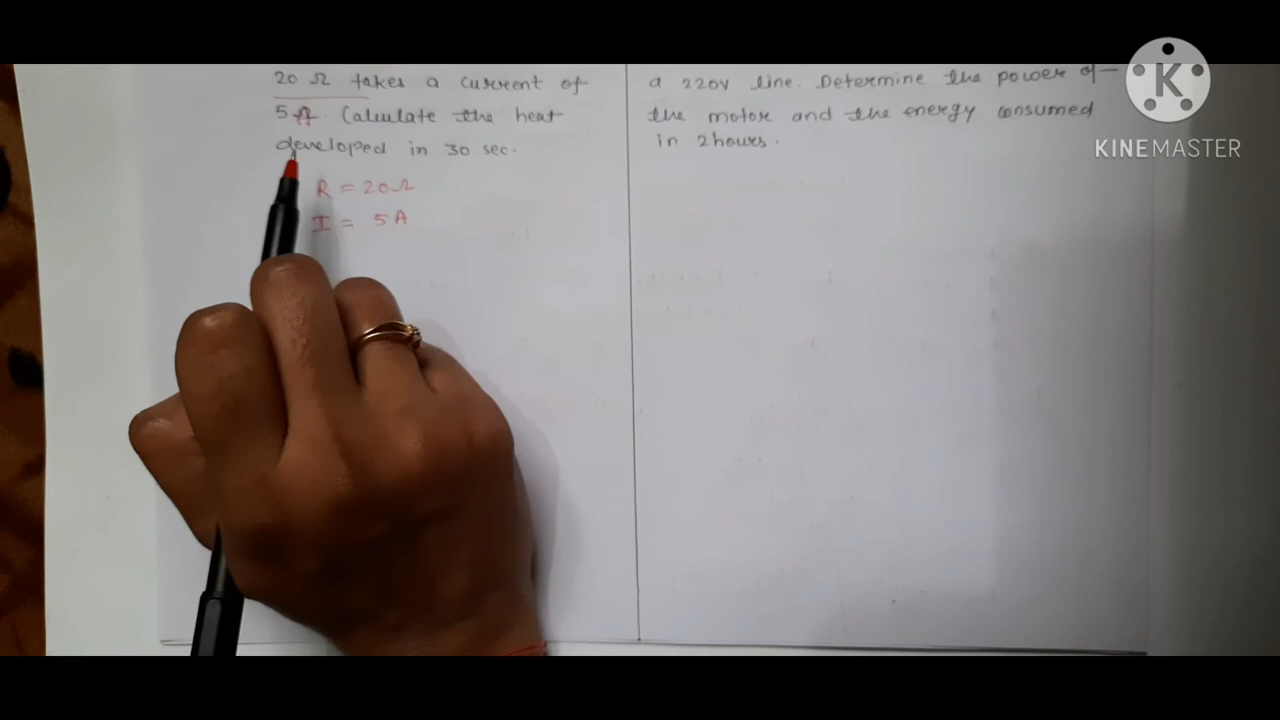 20 Ω takes a current of
5 A. Calculate the heat
developed in 30 sec.
R = 20Ω
I = 5A
a 220V line. Determine the power of
the motor and the energy consumed
in 2 hours.
K
KINEMASTER